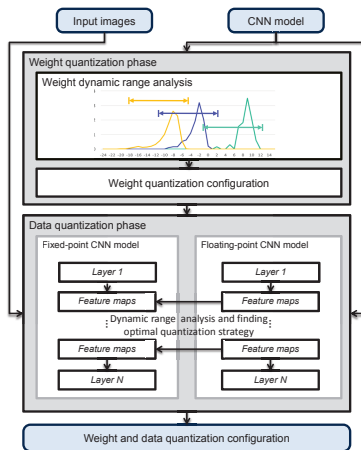 Input images
CNN model
Weight quantization phase
Weight dynamic range analysis
-24 -22 -20 -18 -16 -14 -12 -10 -8 -6 -4 -2 0 2 4 6 8 10 12 14
Weight quantization configuration
Data quantization phase
Fixed-point CNN model
Floating-point CNN model
Layer 1
Layer 1
Feature maps
Feature maps
Dynamic range analysis and finding
optimal quantization strategy
Feature maps
Feature maps
Layer N
Layer N
Weight and data quantization configuration